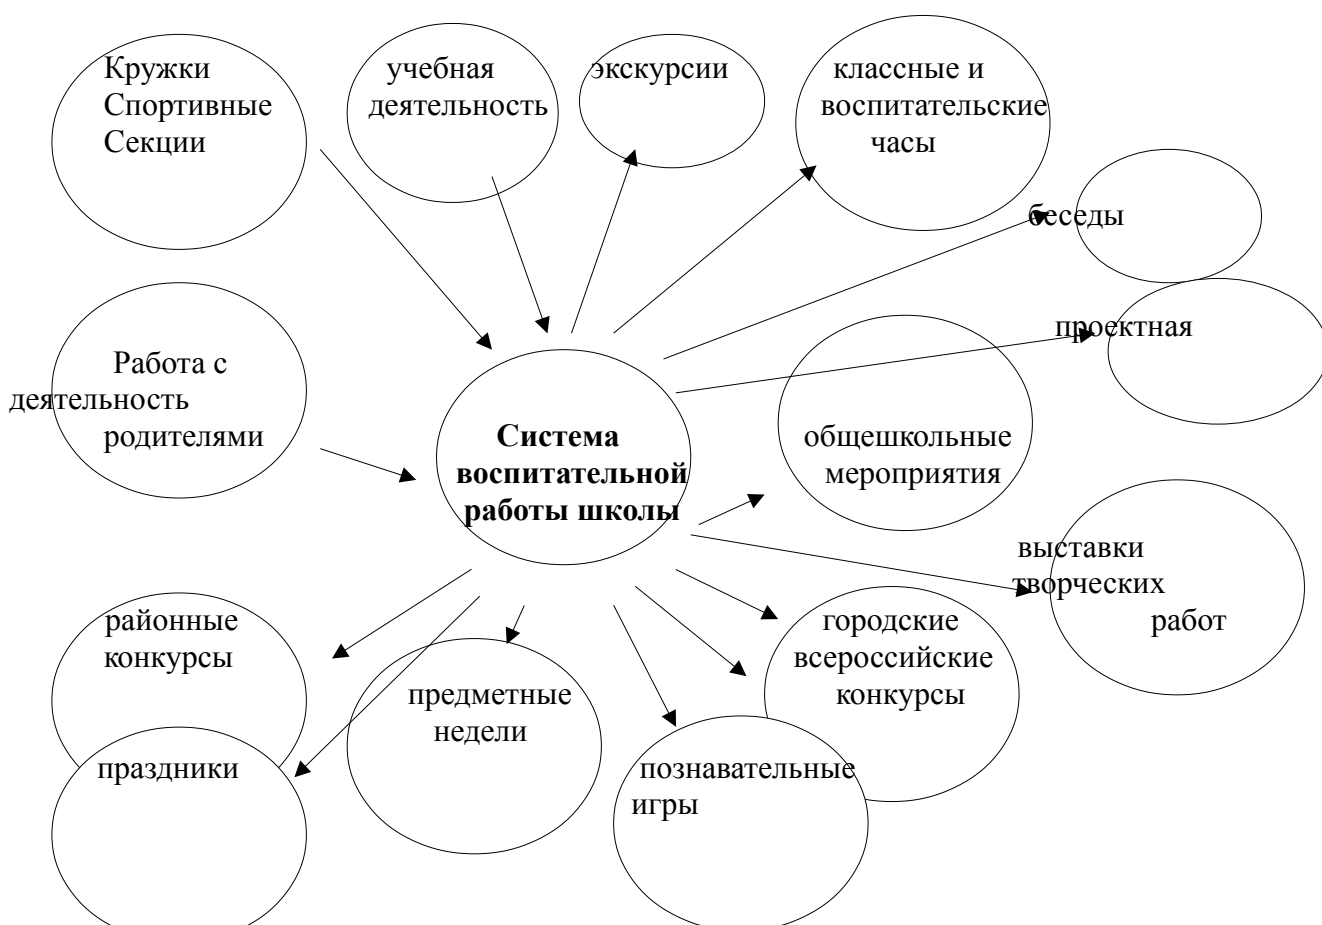 Кружки
Спортивные
Секции
учебная
деятельность
экскурсии
классные и
воспитательские
часы
беседы
проектная
Работа с
деятельность
родителями
Система
воспитательной
работы школы
общешкольные
мероприятия
выставки
творческих
работ
районные
конкурсы
праздники
предметные
недели
познавательные
игры
городские
всероссийские
конкурсы